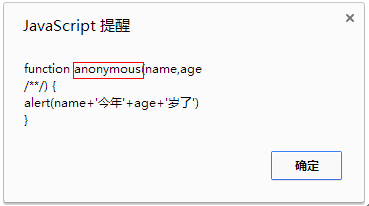 JavaScript 提醒
function anonymous(name,age
/**/) {
alert(name+'今年'+age+'岁了')
}
确定